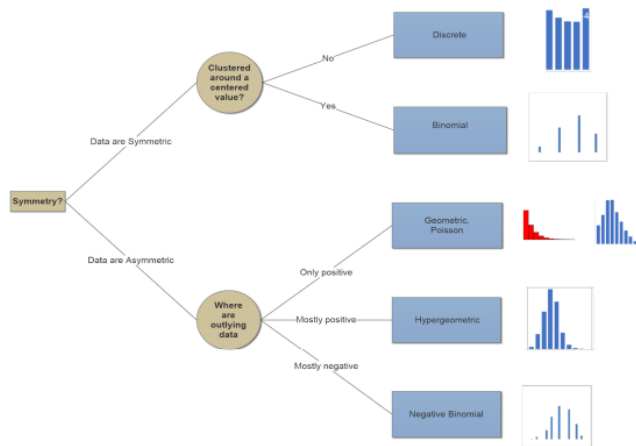 Clustered
around a
centered
value?
No
Discrete
Yes
Binomial
Data are Symmetric
Symmetry?
Data are Asymmetric
Geometric,
Poisson
Only positive
Where
are
outlying
data
Mostly positive
Hypergeometric
Mostly negative
Negative Binomial